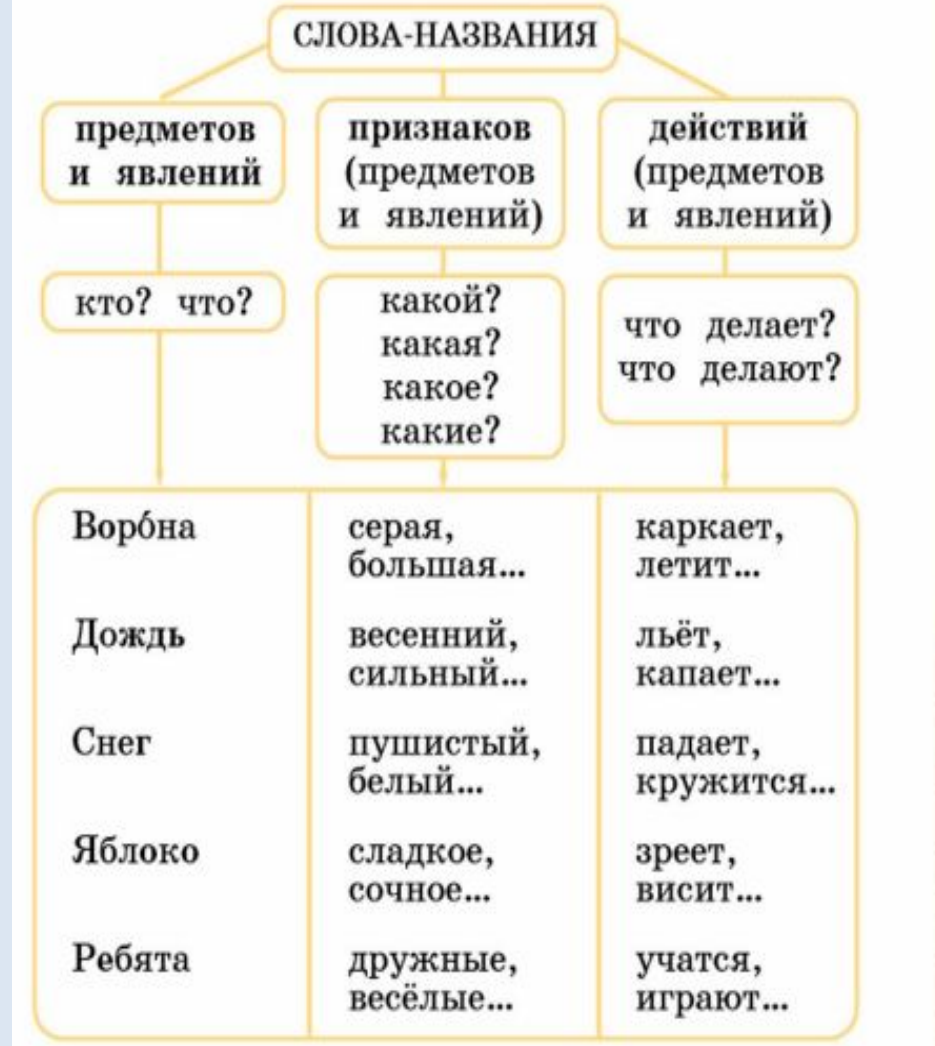 СЛОВА-НАЗВАНИЯ
предметов
и явлений
признаков
(предметов
и явлений)
действий
(предметов
и явлений)
кто? что?
какой?
какая?
какое?
какие?
что делает?
что делают?
Воро́на
серая,
большая...
каркает,
летит...
Дождь
весенний,
сильный...
льёт,
капает...
Снег
пушистый,
белый...
падает,
кружится...
Яблоко
сладкое,
сочное...
зреет,
висит...
Ребята
дружные,
весёлые...
учатся,
играют...